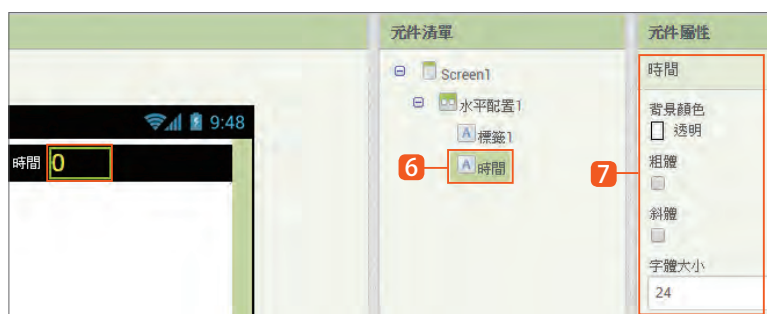 元件清單
元件屬性
Screen1
水平配置1
標籤1
時間
6
9:48
時間 0
7
時間
背景顏色
透明
粗體
斜體
字體大小
24